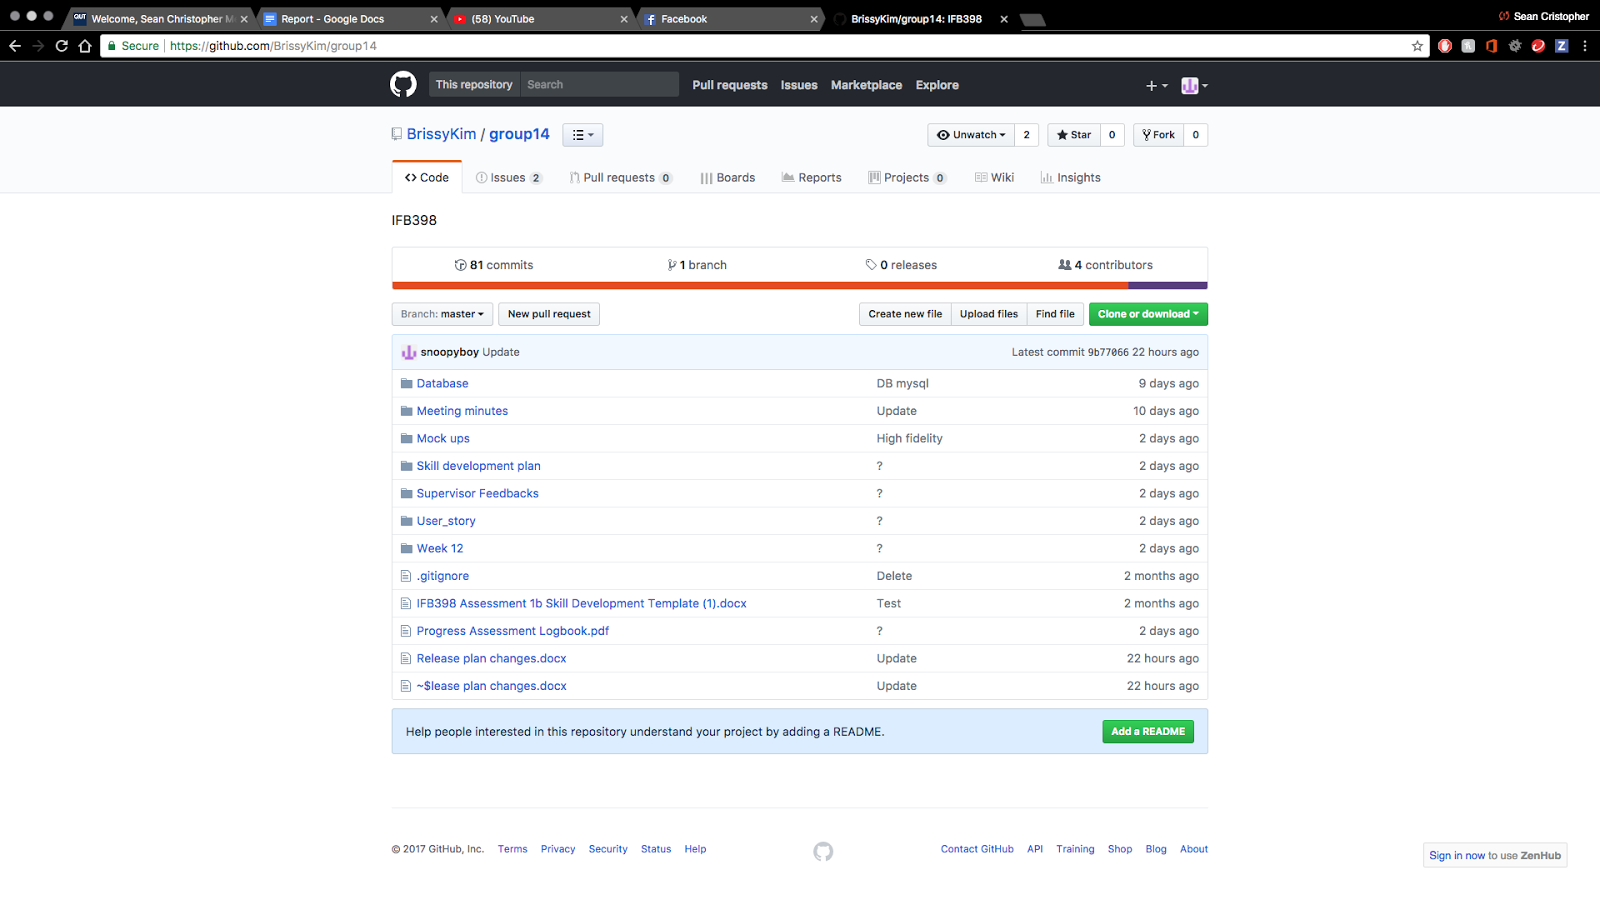 QUT Welcome, Sean Christopher M
Report - Google Docs
(58) YouTube
Facebook
BrissyKim/group14: IFB398
Sean Cristopher
Secure https://github.com/BrissyKim/group14
This repository Search Pull requests Issues Marketplace Explore
BrissyKim / group14
Unwatch 2 Star 0 Fork 0
Code Issues 2 Pull requests 0 Boards Reports Projects 0 Wiki Insights
IFB398
81 commits 1 branch 0 releases 4 contributors
Branch: master New pull request Create new file Upload files Find file Clone or download
snoopyboy Update Latest commit 9b77066 22 hours ago
Database DB mysql 9 days ago
Meeting minutes Update 10 days ago
Mock ups High fidelity 2 days ago
Skill development plan ? 2 days ago
Supervisor Feedbacks ? 2 days ago
User_story ? 2 days ago
Week 12 ? 2 days ago
.gitignore Delete 2 months ago
IFB398 Assessment 1b Skill Development Template (1).docx Test 2 months ago
Progress Assessment Logbook.pdf ? 2 days ago
Release plan changes.docx Update 22 hours ago
~$lease plan changes.docx Update 22 hours ago
Help people interested in this repository understand your project by adding a README. Add a README
© 2017 GitHub, Inc. Terms Privacy Security Status Help Contact GitHub API Training Shop Blog About
Sign in now to use ZenHub